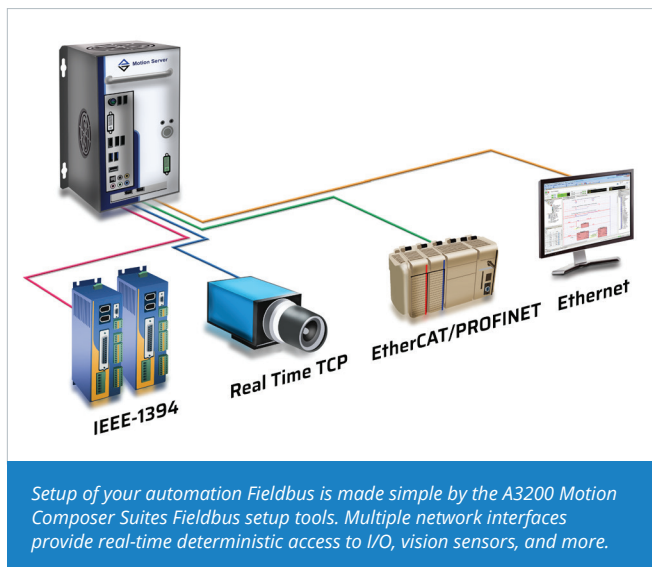 Motion Server
IEEE-1394
Real Time TCP
EtherCAT/PROFINET
Ethernet
Setup of your automation Fieldbus is made simple by the A3200 Motion
Composer Suites Fieldbus setup tools. Multiple network interfaces
provide real-time deterministic access to I/O, vision sensors, and more.